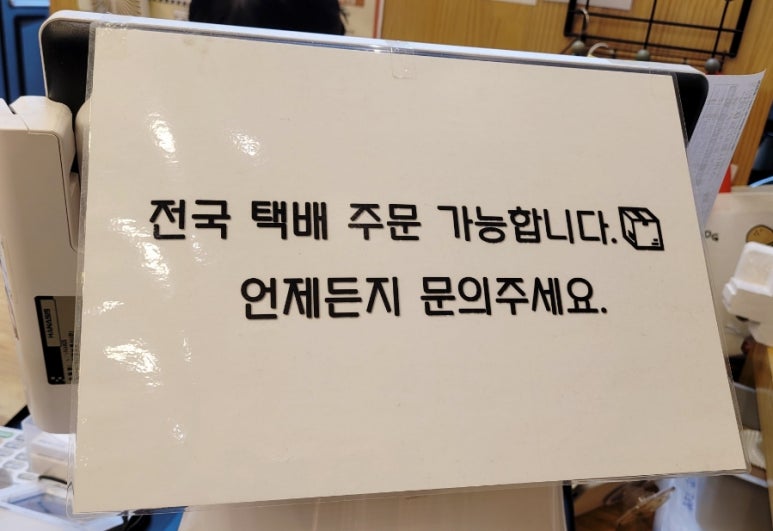 전국 택배 주문 가능합니다.
언제든지 문의주세요.